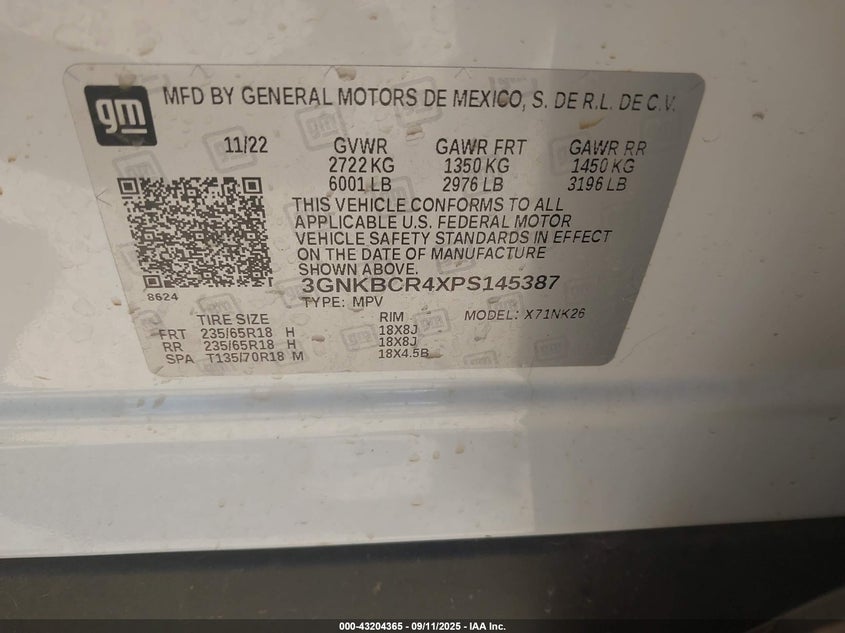 gm MFD BY GENERAL MOTORS DE MEXICO, S. DE R.L. DE C.V.
11/22 GVWR GAWR FRT GAWR RR
2722 KG 1350 KG 1450 KG
6001 LB 2976 LB 3196 LB
THIS VEHICLE CONFORMS TO ALL
APPLICABLE U.S. FEDERAL MOTOR
VEHICLE SAFETY STANDARDS IN EFFECT
ON THE DATE OF MANUFACTURE
SHOWN ABOVE.
8624
3GNKBCR4XPS145387
TYPE: MPV
TIRE SIZE RIM MODEL: X71NK26
FRT 235/65R18 H 18X8J
RR 235/65R18 H 18X8J
SPA T135/70R18 M 18X4.5B
000-43204365 - 09/11/2025 - IAA Inc.